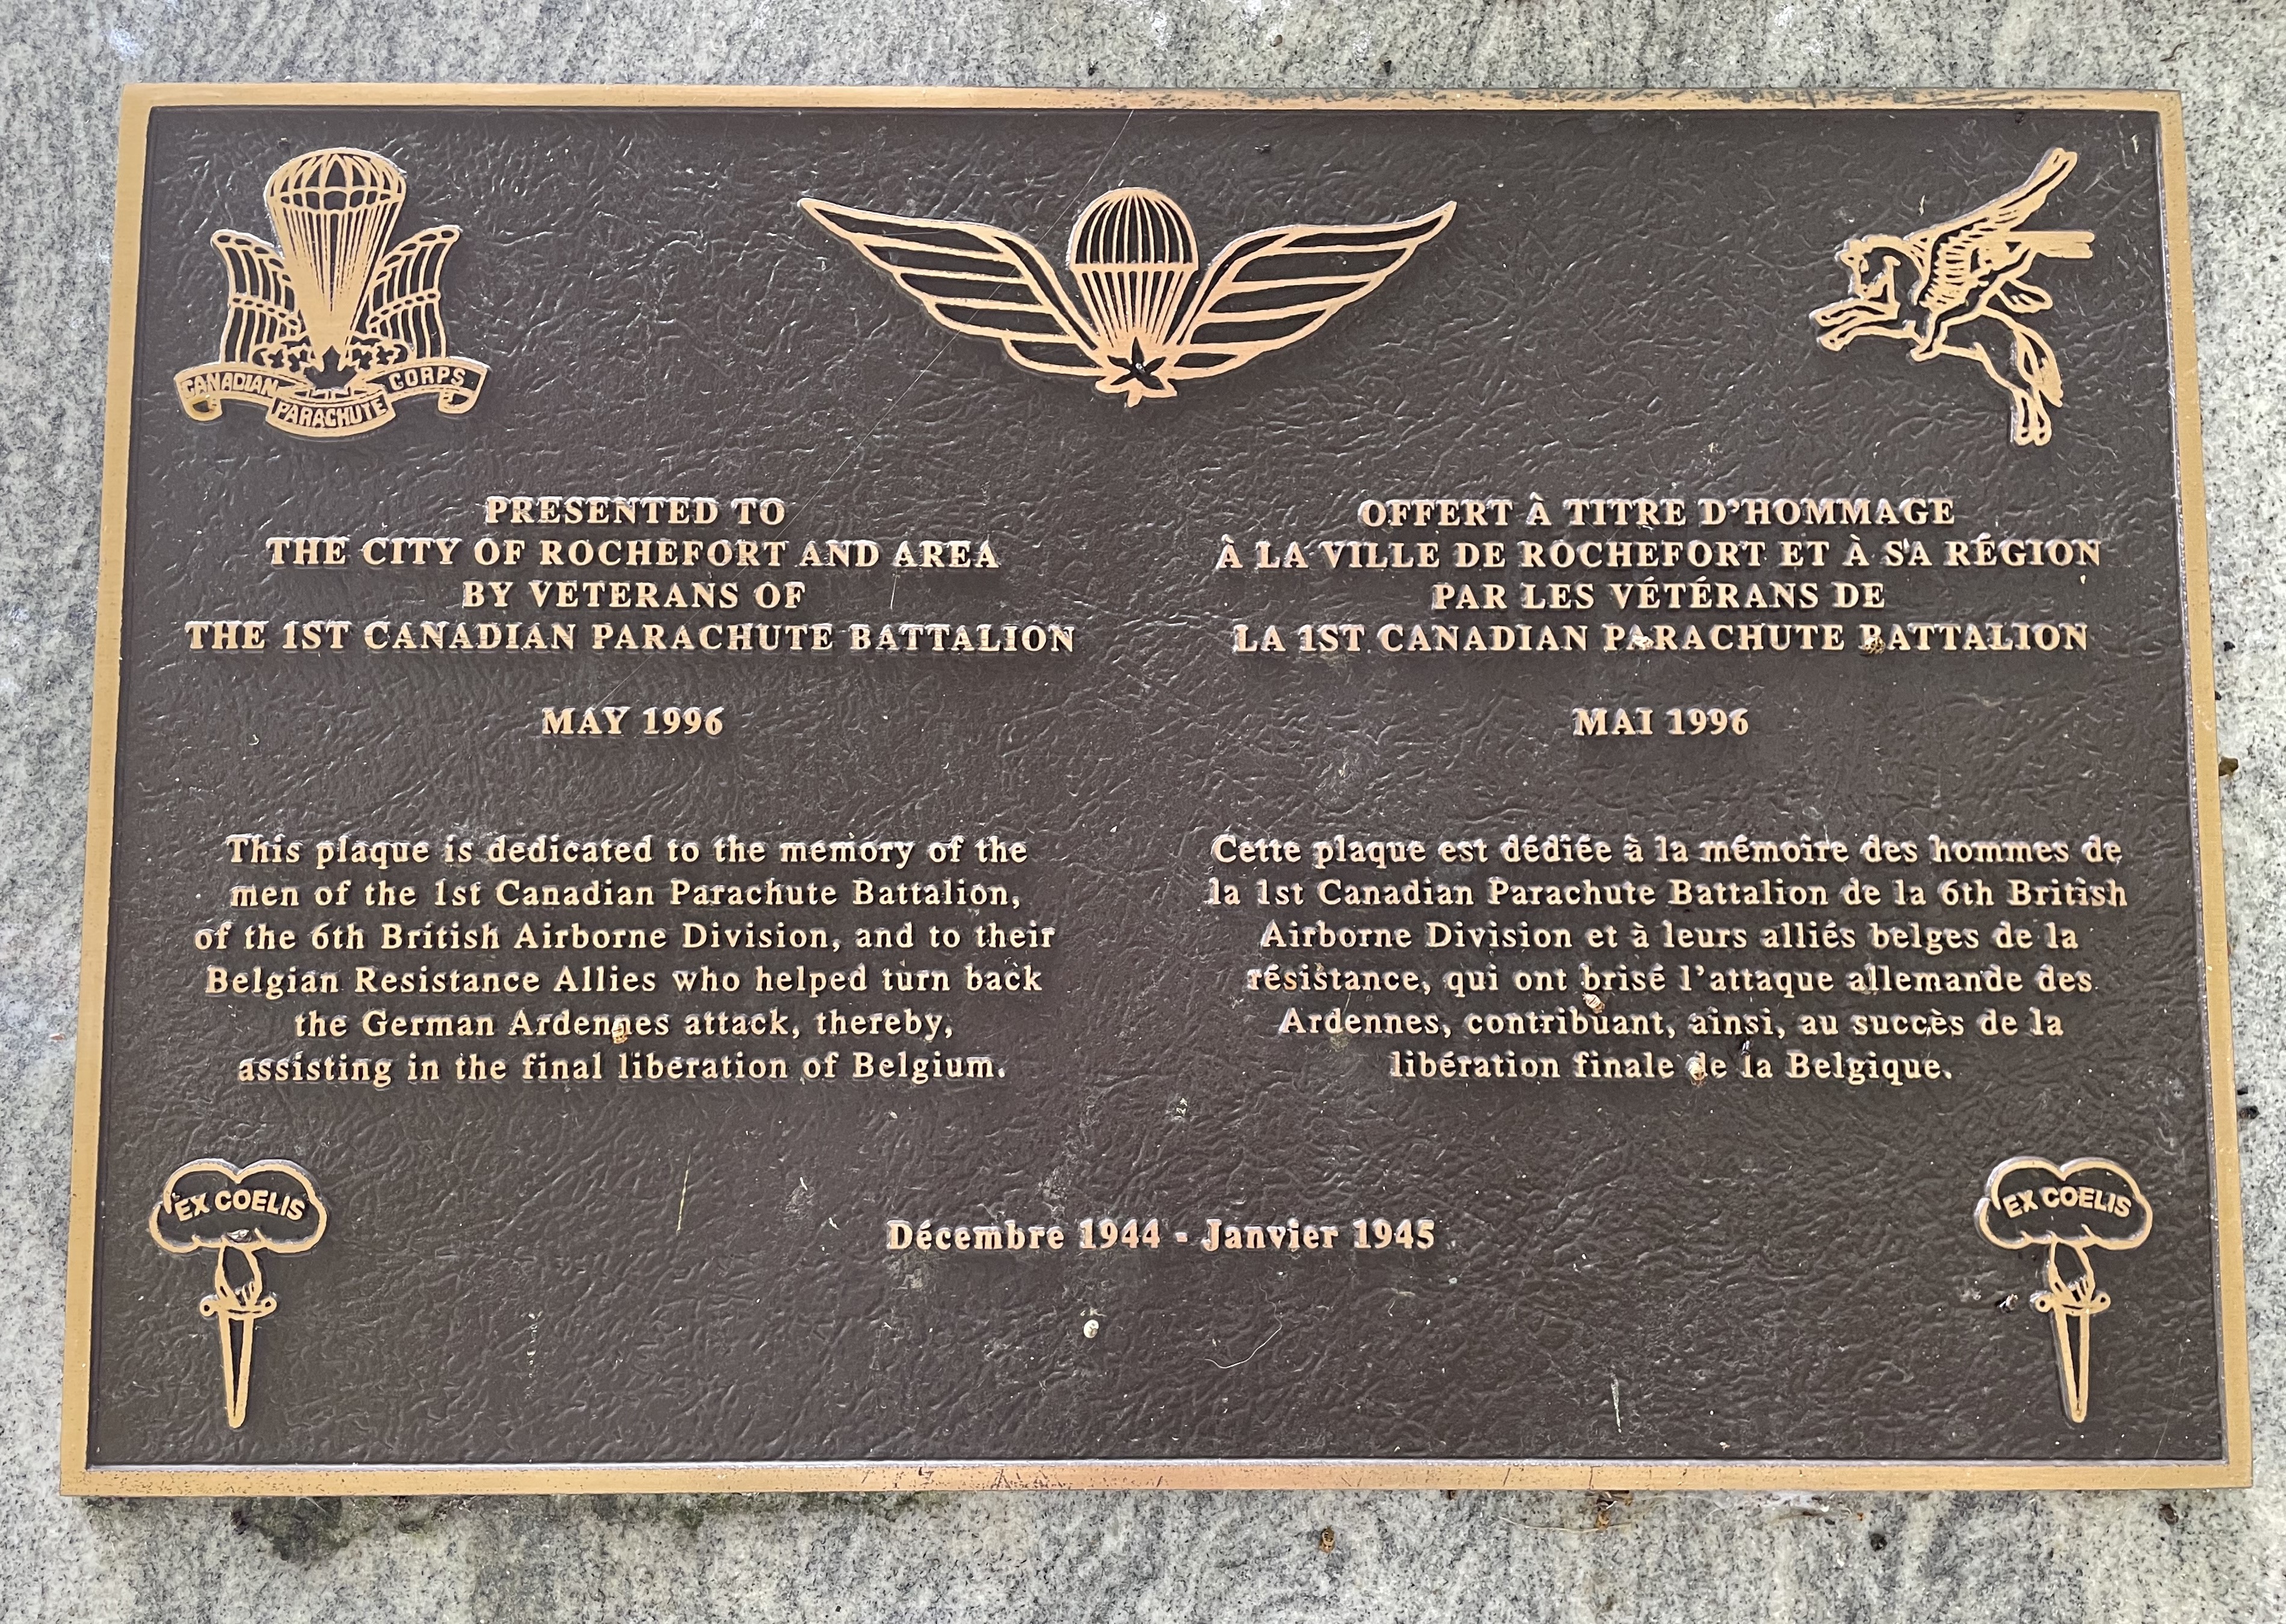 CANADIAN PARACHUTE CORPS
PRESENTED TO
THE CITY OF ROCHEFORT AND AREA
BY VETERANS OF
THE 1ST CANADIAN PARACHUTE BATTALION
MAY 1996
This plaque is dedicated to the memory of the
men of the 1st Canadian Parachute Battalion,
of the 6th British Airborne Division, and to their
Belgian Resistance Allies who helped turn back
the German Ardennes attack, thereby,
assisting in the final liberation of Belgium.
OFFERT À TITRE D'HOMMAGE
À LA VILLE DE ROCHEFORT ET À SA RÉGION
PAR LES VÉTÉRANS DE
LA 1ST CANADIAN PARACHUTE BATTALION
MAI 1996
Cette plaque est dédiée à la mémoire des hommes de
la 1st Canadian Parachute Battalion de la 6th British
Airborne Division et à leurs alliés belges de la
résistance, qui ont brisé l'attaque allemande des
Ardennes, contribuant, ainsi, au succès de la
libération finale de la Belgique.
EX COELIS
Décembre 1944 - Janvier 1945
EX COELIS